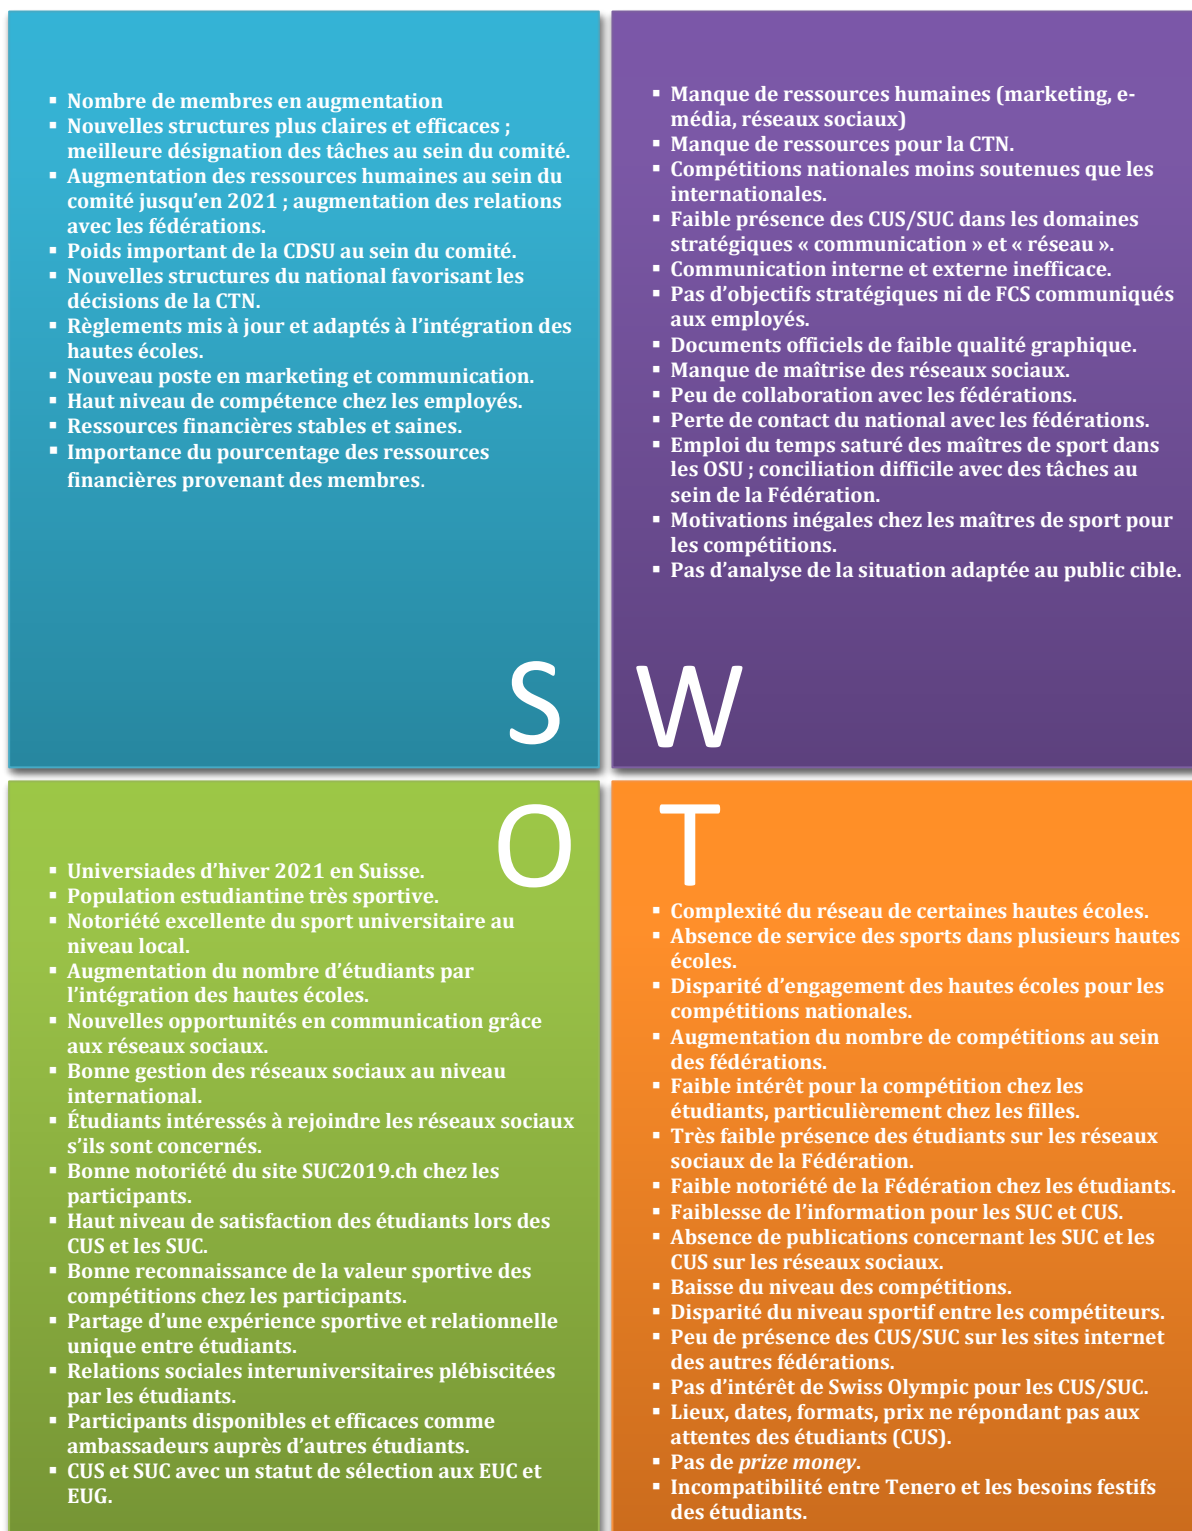 ▪ Nombre de membres en augmentation
▪ Nouvelles structures plus claires et efficaces ;
meilleure désignation des tâches au sein du comité.
▪ Augmentation des ressources humaines au sein du
comité jusqu’en 2021 ; augmentation des relations
avec les fédérations.
▪ Poids important de la CDSU au sein du comité.
▪ Nouvelles structures du national favorisant les
décisions de la CTN.
▪ Règlements mis à jour et adaptés à l’intégration des
hautes écoles.
▪ Nouveau poste en marketing et communication.
▪ Haut niveau de compétence chez les employés.
▪ Ressources financières stables et saines.
▪ Importance du pourcentage des ressources
financières provenant des membres.
S
▪ Manque de ressources humaines (marketing, e-
média, réseaux sociaux)
▪ Manque de ressources pour la CTN.
▪ Compétitions nationales moins soutenues que les
internationales.
▪ Faible présence des CUS/SUC dans les domaines
stratégiques « communication » et « réseau ».
▪ Communication interne et externe inefficace.
▪ Pas d’objectifs stratégiques ni de FCS communiqués
aux employés.
▪ Documents officiels de faible qualité graphique.
▪ Manque de maîtrise des réseaux sociaux.
▪ Peu de collaboration avec les fédérations.
▪ Perte de contact du national avec les fédérations.
▪ Emploi du temps saturé des maîtres de sport dans
les OSU ; conciliation difficile avec des tâches au
sein de la Fédération.
▪ Motivations inégales chez les maîtres de sport pour
les compétitions.
▪ Pas d’analyse de la situation adaptée au public cible.
W
O
▪ Universiades d’hiver 2021 en Suisse.
▪ Population estudiantine très sportive.
▪ Notoriété excellente du sport universitaire au
niveau local.
▪ Augmentation du nombre d’étudiants par
l’intégration des hautes écoles.
▪ Nouvelles opportunités en communication grâce
aux réseaux sociaux.
▪ Bonne gestion des réseaux sociaux au niveau
international.
▪ Étudiants intéressés à rejoindre les réseaux sociaux
s’ils sont concernés.
▪ Bonne notoriété du site SUC2019.ch chez les
participants.
▪ Haut niveau de satisfaction des étudiants lors des
CUS et les SUC.
▪ Bonne reconnaissance de la valeur sportive des
compétitions chez les participants.
▪ Partage d’une expérience sportive et relationnelle
unique entre étudiants.
▪ Relations sociales interuniversitaires plébiscitées
par les étudiants.
▪ Participants disponibles et efficaces comme
ambassadeurs auprès d’autres étudiants.
▪ CUS et SUC avec un statut de sélection aux EUC et
EUG.
T
▪ Complexité du réseau de certaines hautes écoles.
▪ Absence de service des sports dans plusieurs hautes
écoles.
▪ Disparité d’engagement des hautes écoles pour les
compétitions nationales.
▪ Augmentation du nombre de compétitions au sein
des fédérations.
▪ Faible intérêt pour la compétition chez les
étudiants, particulièrement chez les filles.
▪ Très faible présence des étudiants sur les réseaux
sociaux de la Fédération.
▪ Faible notoriété de la Fédération chez les étudiants.
▪ Faiblesse de l’information pour les SUC et CUS.
▪ Absence de publications concernant les SUC et les
CUS sur les réseaux sociaux.
▪ Baisse du niveau des compétitions.
▪ Disparité du niveau sportif entre les compétiteurs.
▪ Peu de présence des CUS/SUC sur les sites internet
des autres fédérations.
▪ Pas d’intérêt de Swiss Olympic pour les CUS/SUC.
▪ Lieux, dates, formats, prix ne répondant pas aux
attentes des étudiants (CUS).
▪ Pas de prize money.
▪ Incompatibilité entre Tenero et les besoins festifs
des étudiants.